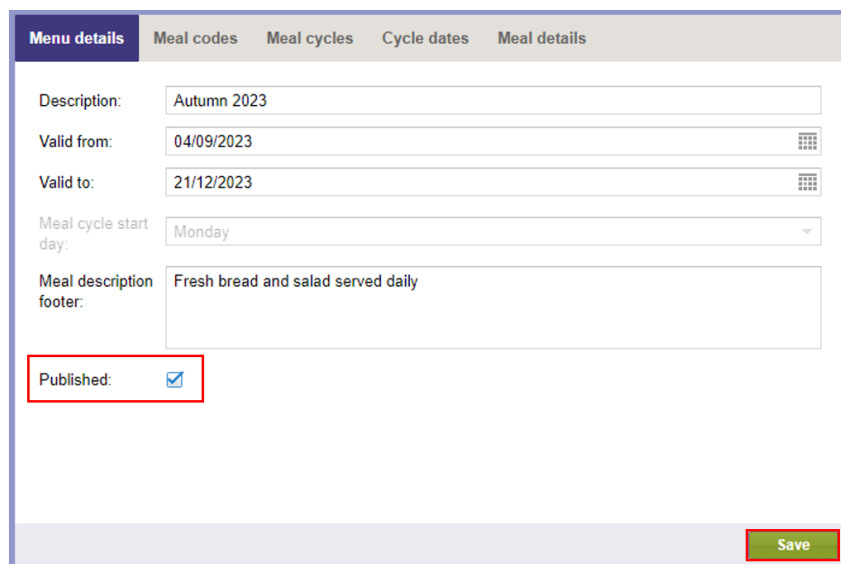 Menu details Meal codes Meal cycles Cycle dates Meal details
Description: Autumn 2023
Valid from: 04/09/2023
Valid to: 21/12/2023
Meal cycle start
day:
Monday
Meal description
footer:
Fresh bread and salad served daily
Published:
Save